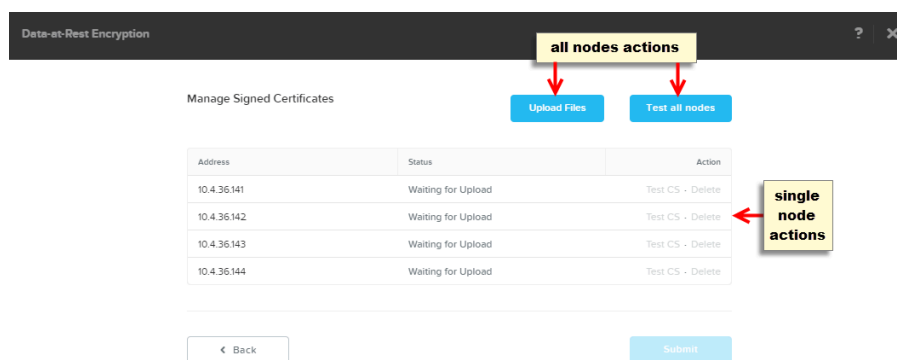 Data-at-Rest Encryption
?
all nodes actions
Manage Signed Certificates
Upload Files
Test all nodes
Address Status Action
10.4.36.141 Waiting for Upload Test CS - Delete
10.4.36.142 Waiting for Upload Test CS - Delete
10.4.36.143 Waiting for Upload Test CS - Delete
10.4.36.144 Waiting for Upload Test CS - Delete
single
node
actions
Back
Submit